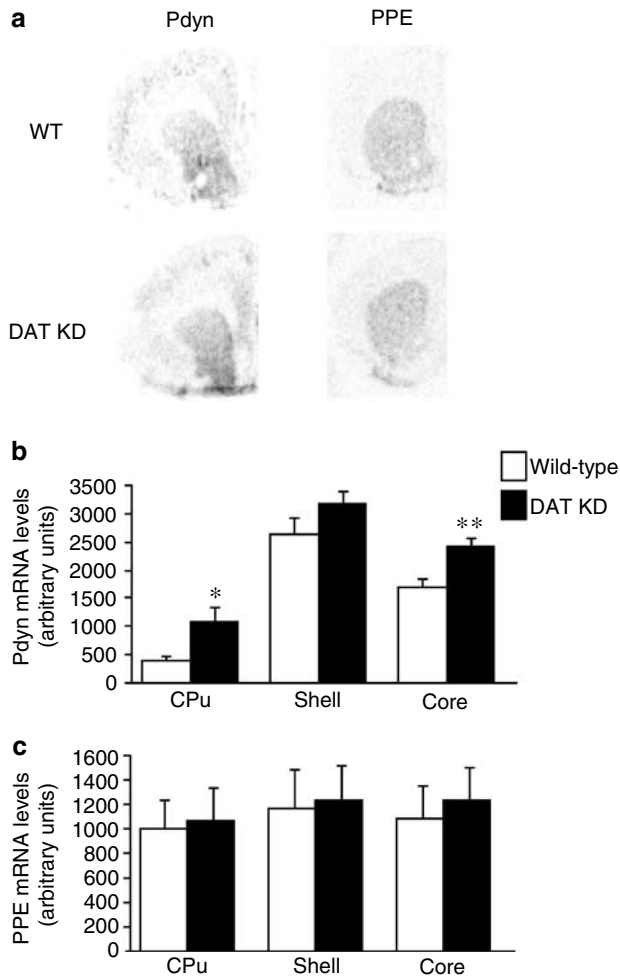 a
Pdyn PPE
WT
DAT KD
b
Wild-type
DAT KD
Pdyn mRNA levels
(arbitrary units)
3500
3000
2500
2000
1500
1000
500
0
*
**
CPu Shell Core
c
PPE mRNA levels
(arbitrary units)
1600
1400
1200
1000
800
600
400
200
0
CPu Shell Core